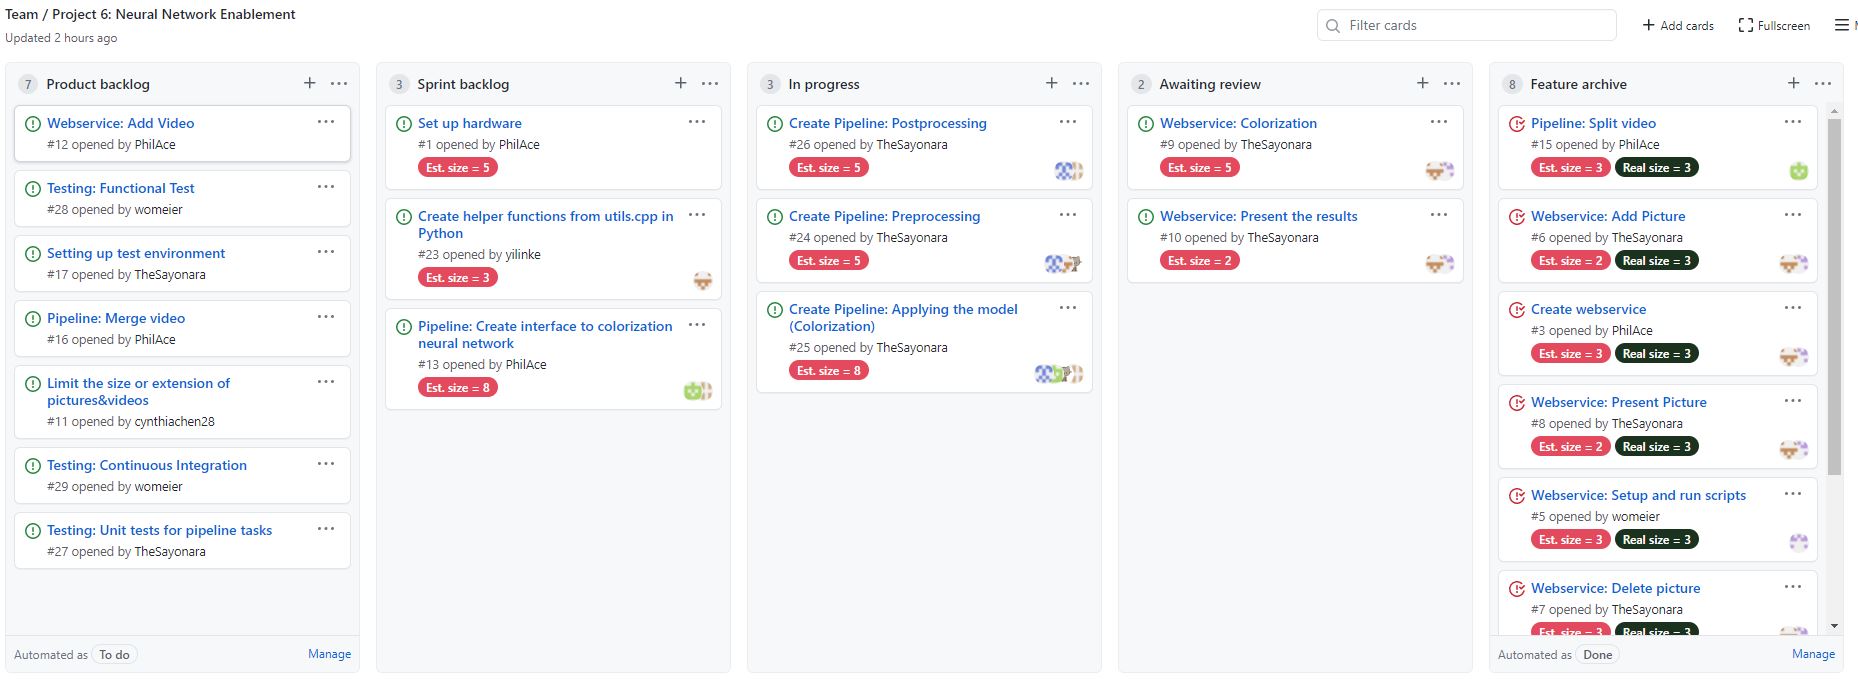 Team / Project 6: Neural Network Enablement
Updated 2 hours ago
Filter cards
Add cards
Fullscreen
7 Product backlog
Webservice: Add Video
#12 opened by PhilAce
Testing: Functional Test
#28 opened by womeier
Setting up test environment
#17 opened by TheSayonara
Pipeline: Merge video
#16 opened by PhilAce
Limit the size or extension of
pictures&videos
#11 opened by cynthiachen28
Testing: Continuous Integration
#29 opened by womeier
Testing: Unit tests for pipeline tasks
#27 opened by TheSayonara
Automated as To do
Manage
3 Sprint backlog
Set up hardware
#1 opened by PhilAce
Est. size = 5
Create helper functions from utils.cpp in
Python
#23 opened by yilinke
Est. size = 3
Pipeline: Create interface to colorization
neural network
#13 opened by PhilAce
Est. size = 8
3 In progress
Create Pipeline: Postprocessing
#26 opened by TheSayonara
Est. size = 5
Create Pipeline: Preprocessing
#24 opened by TheSayonara
Est. size = 5
Create Pipeline: Applying the model
(Colorization)
#25 opened by TheSayonara
Est. size = 8
2 Awaiting review
Webservice: Colorization
#9 opened by TheSayonara
Est. size = 5
Webservice: Present the results
#10 opened by TheSayonara
Est. size = 2
8 Feature archive
Pipeline: Split video
#15 opened by PhilAce
Est. size = 3 Real size = 3
Webservice: Add Picture
#6 opened by TheSayonara
Est. size = 2 Real size = 3
Create webservice
#3 opened by PhilAce
Est. size = 3 Real size = 3
Webservice: Present Picture
#8 opened by TheSayonara
Est. size = 2 Real size = 3
Webservice: Setup and run scripts
#5 opened by womeier
Est. size = 3 Real size = 3
Webservice: Delete picture
#7 opened by TheSayonara
Est. size = 3 Real size = 3
Automated as Done
Manage